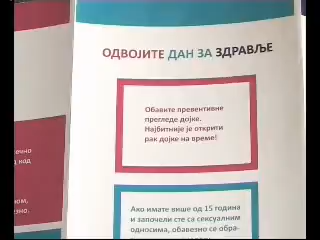 ОДВОЈИТЕ ДАН ЗА ЗДРАВЉЕ
Обавите превентивне
прегледе дојке.
Најбитније је открити
рак дојке на време!
Ако имате више од 15 година
и започели сте са сексуалним
односима, обавезно се обра-